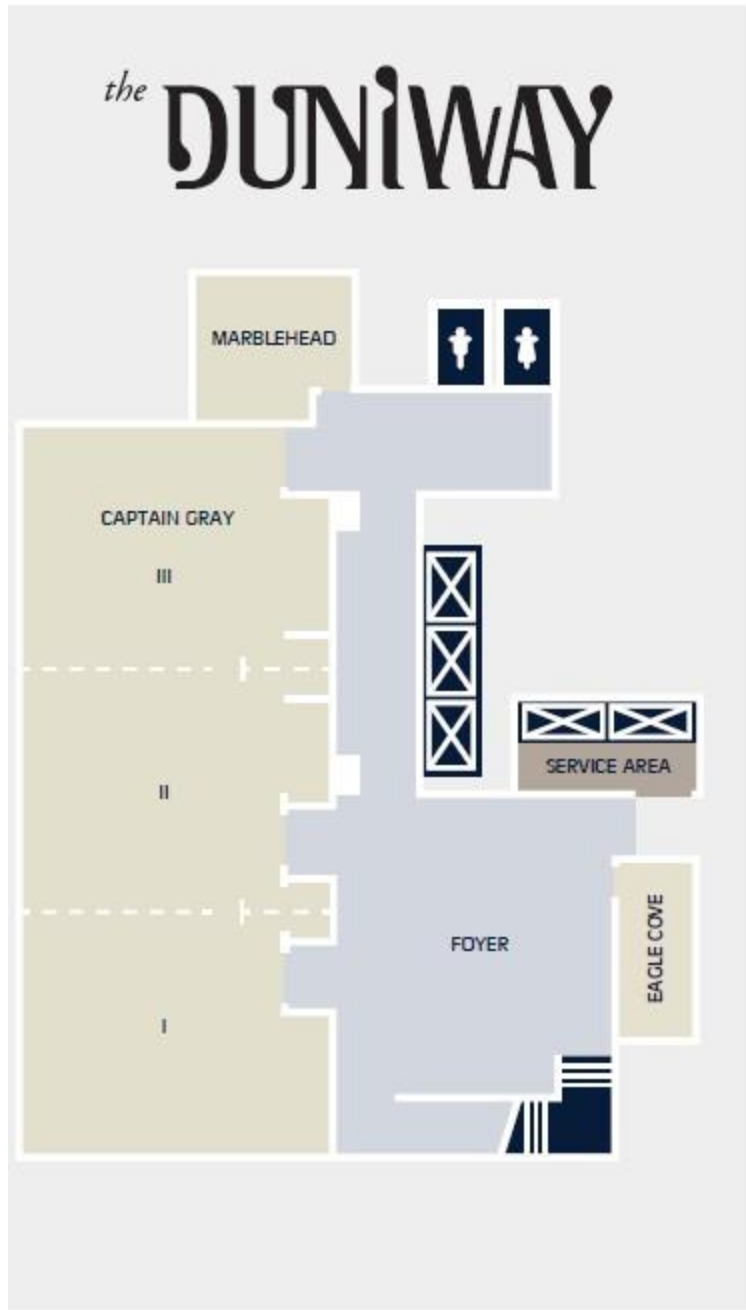 the DUNIWAY
MARBLEHEAD
CAPTAIN GRAY
III
II
SERVICE AREA
EAGLE COVE
FOYER
I